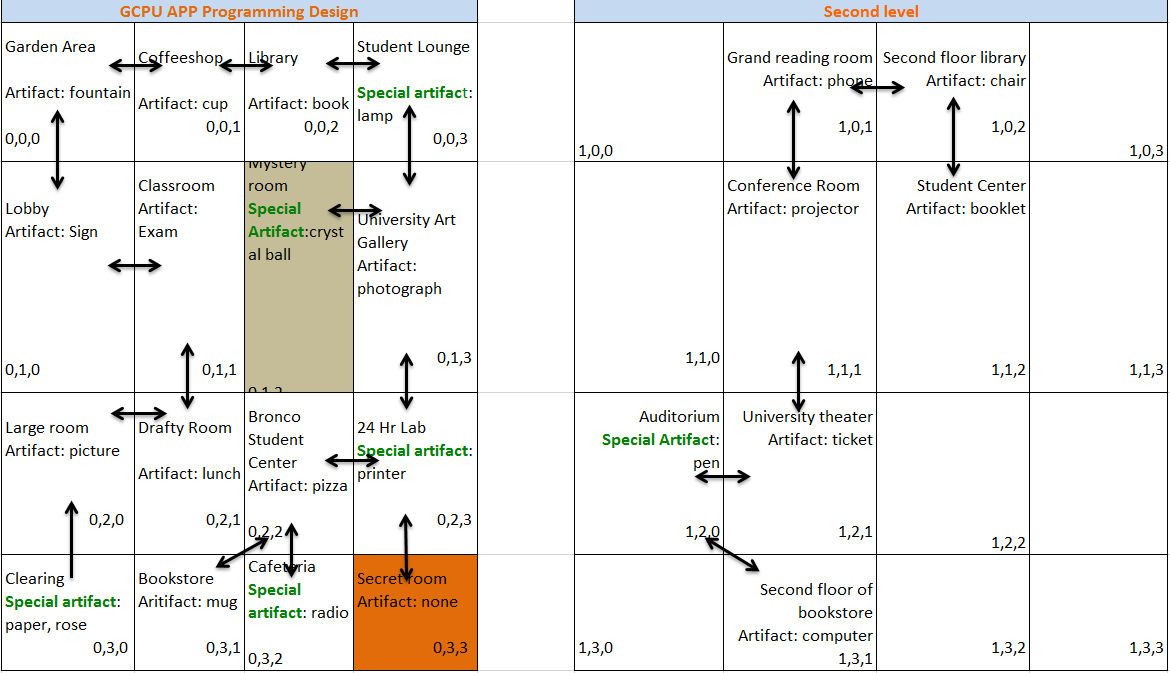 GCPU APP Programming Design
Second level
Garden Area
Artifact: fountain
0,0,0
Coffeeshop
Artifact: cup
0,0,1
Library
Artifact: book
0,0,2
Student Lounge
Special artifact:
lamp
0,0,3
1,0,0
Grand reading room
Artifact: phone
1,0,1
Second floor library
Artifact: chair
1,0,2
1,0,3
Lobby
Artifact: Sign
0,1,0
Classroom
Artifact:
Exam
0,1,1
Mystery
room
Special
Artifact:cryst
al ball
0,1,2
University Art
Gallery
Artifact:
photograph
0,1,3
1,1,0
Conference Room
Artifact: projector
1,1,1
Student Center
Artifact: booklet
1,1,2
1,1,3
Large room
Artifact: picture
0,2,0
Drafty Room
Artifact: lunch
0,2,1
Bronco
Student
Center
Artifact: pizza
0,2,2
24 Hr Lab
Special artifact:
printer
0,2,3
Auditorium
Special Artifact:
pen
1,2,0
University theater
Artifact: ticket
1,2,1
1,2,2
Clearing
Special artifact:
paper, rose
0,3,0
Bookstore
Aritifact: mug
0,3,1
Cafeteria
Special
artifact: radio
0,3,2
Secret room
Artifact: none
0,3,3
1,3,0
Second floor of
bookstore
Artifact: computer
1,3,1
1,3,2
1,3,3